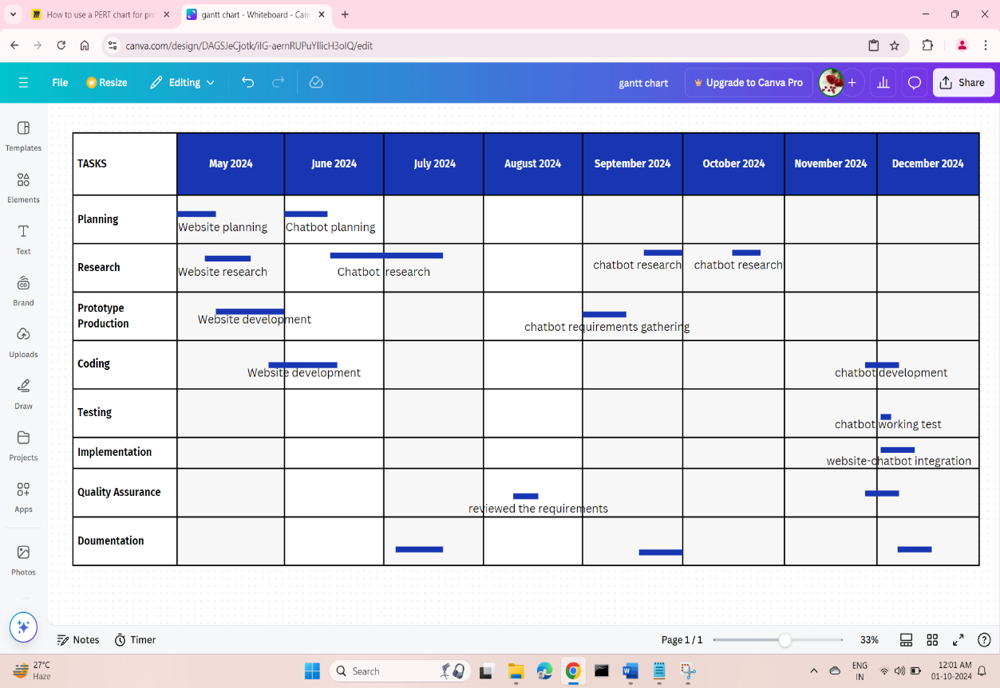 How to use a PERT chart for pro
gantt chart - Whiteboard - Can
canva.com/design/DAGSJeCjotk/ilG-aernRUPuYIlicH3oIQ/edit
File
Resize
Editing
gantt chart
Upgrade to Canva Pro
Share
Templates
Elements
Text
Brand
Uploads
Draw
Projects
Apps
Photos
TASKS
May 2024
June 2024
July 2024
August 2024
September 2024
October 2024
November 2024
December 2024
Planning
Website planning
Chatbot planning
Research
Website research
Chatbot research
chatbot research
chatbot research
Prototype
Production
Website development
chatbot requirements gathering
Coding
Website development
chatbot development
Testing
chatbot working test
Implementation
website-chatbot integration
Quality Assurance
reviewed the requirements
Doumentation
Notes
Timer
Page 1 / 1
33%
27°C
Haze
Search
ENG
IN
12:01 AM
01-10-2024